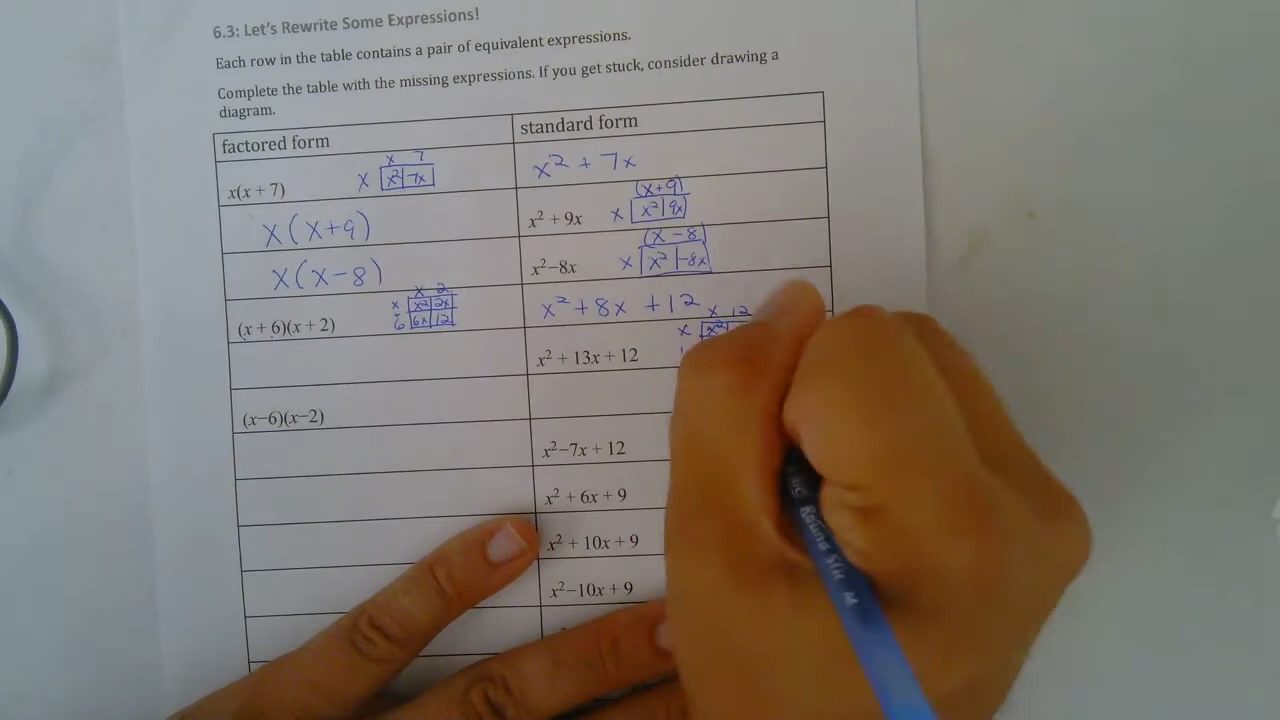 6.3: Let's Rewrite Some Expressions!
Each row in the table contains a pair of equivalent expressions.
Complete the table with the missing expressions. If you get stuck, consider drawing a
diagram.
factored form
standard form
x 7
x(x + 7)
x x² 7x
x² + 7x
x(x+9)
(x+9)
x² + 9x
x x² 9x
x(x-8)
(x-8)
x²−8x
x x² -8x
x 2
x x² 2x
(x + 6)(x + 2)
6 6x 12
x² + 8x + 12
x 12
x x²
x² + 13x + 12
(x−6)(x−2)
x²−7x + 12
x² + 6x + 9
x² + 10x + 9
x²−10x + 9